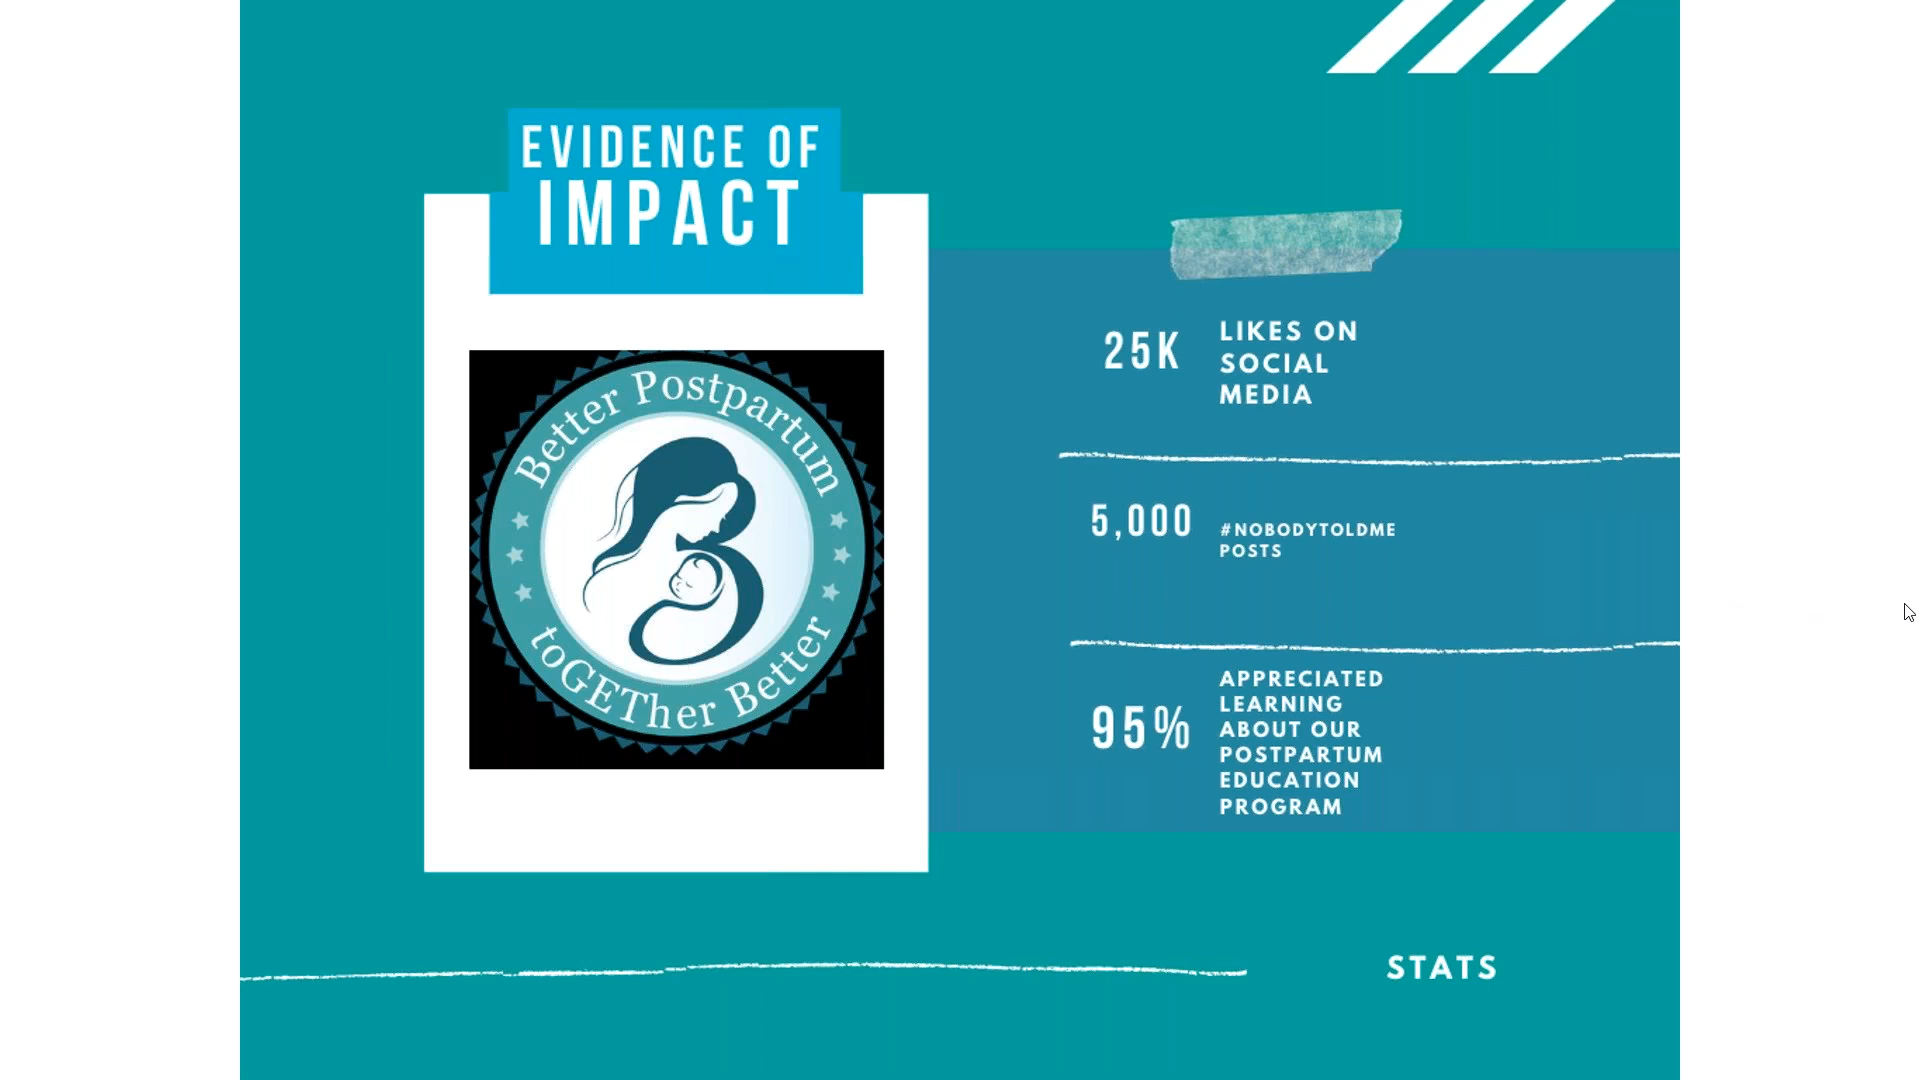 EVIDENCE OF
IMPACT
Better Postpartum
toGETher Better
25K
LIKES ON
SOCIAL
MEDIA
5,000
#NOBODYTOLDME
POSTS
95%
APPRECIATED
LEARNING
ABOUT OUR
POSTPARTUM
EDUCATION
PROGRAM
STATS